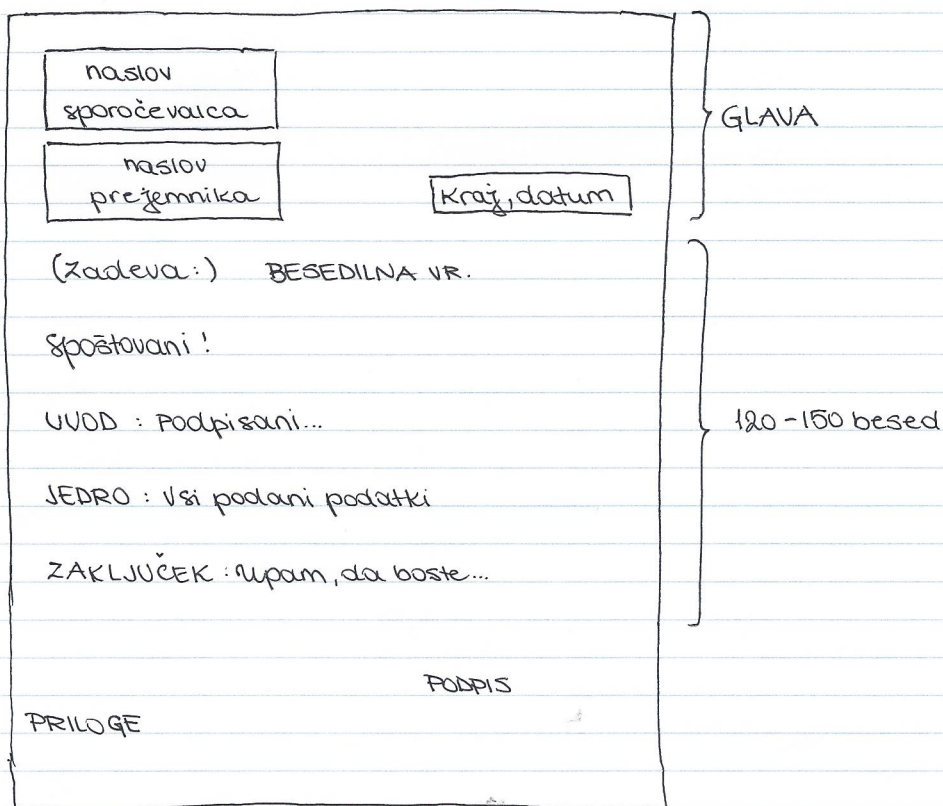 naslov
sporočevalca
GLAVA
naslov
prejemnika
Kraj, datum
(Zadeva:) BESEDILNA VR.
Spoštovani!
UVOD : Podpisani...
120-150 besed
JEDRO : Vsi podani podatki
ZAKLJUČEK : Upam, da boste...
PODPIS
PRILOGE